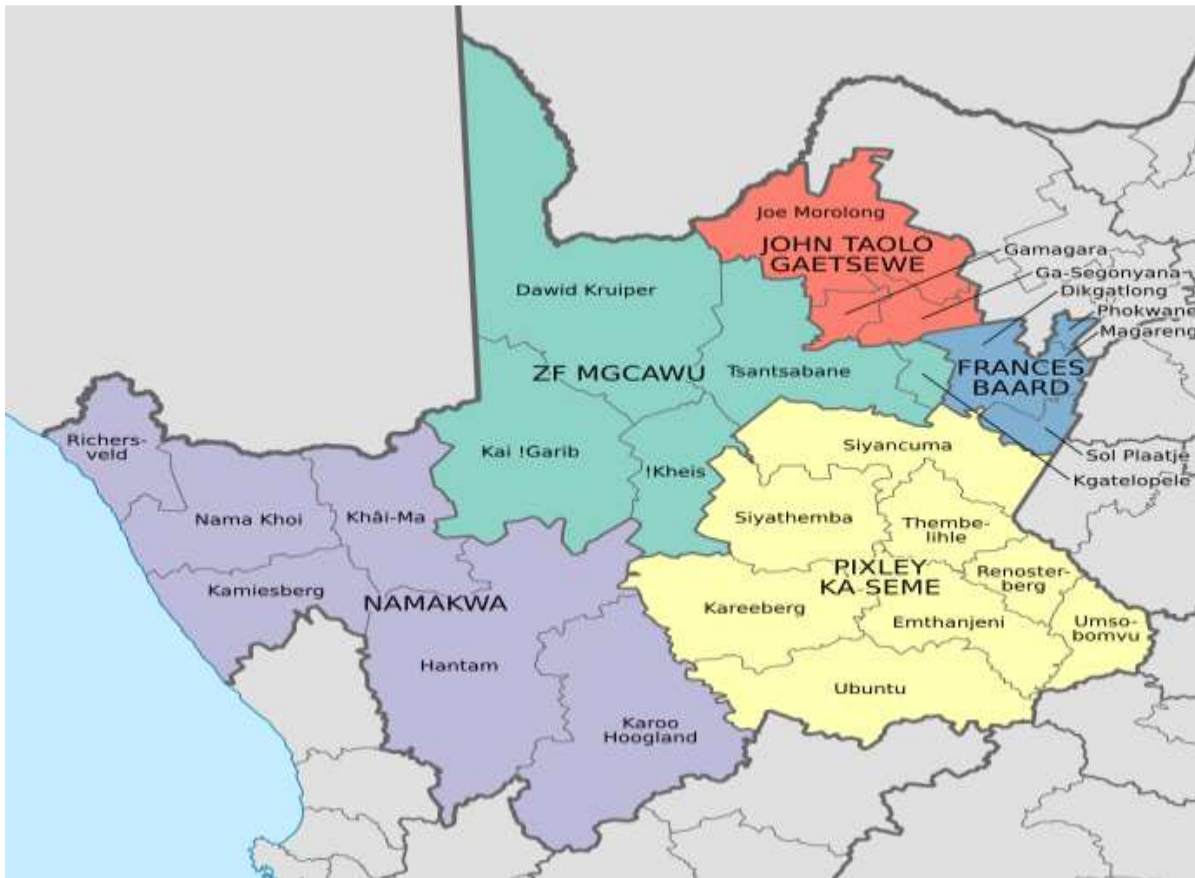 Joe Morolong
JOHN TAOLO
GAETSEWE
Gamagara
Ga-Segonyana
Dikgatlong
Phokwane
Magareng
Dawid Kruiper
ZF MGCAWU
Tsantsabane
FRANCES
BAARD
Richers-
veld
Kai !Garib
!Kheis
Siyancuma
Sol Plaatje
Kgatelopele
Nama Khoi
Khâi-Ma
Siyathemba
Thembe-
lihle
PIXLEY
KA SEME
Renoster-
berg
Kamiesberg
NAMAKWA
Kareeberg
Emthanjeni
Umso-
bomvu
Hantam
Ubuntu
Karoo
Hoogland